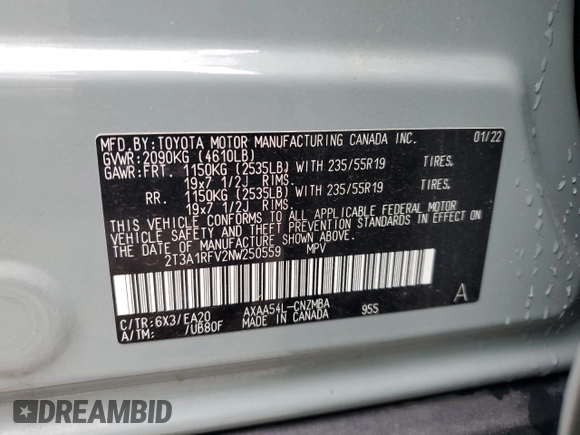 MFD.BY:TOYOTA MOTOR MANUFACTURING CANADA INC. 01/22
GVWR:2090KG (4610LB)
GAWR:FRT. 1150KG (2535LB) WITH 235/55R19 TIRES,
19x7 1/2J RIMS.
RR. 1150KG (2535LB) WITH 235/55R19 TIRES,
19x7 1/2J RIMS.
THIS VEHICLE CONFORMS TO ALL APPLICABLE FEDERAL MOTOR
VEHICLE SAFETY AND THEFT PREVENTION STANDARDS IN EFFECT ON
THE DATE OF MANUFACTURE SHOWN ABOVE.
2T3A1RFV2NW250559 MPV
A
C/TR:6X3/EA20 AXAA54L-CNZMBA 955
A/TM: /UB80F MADE IN CANADA
DREAMBID